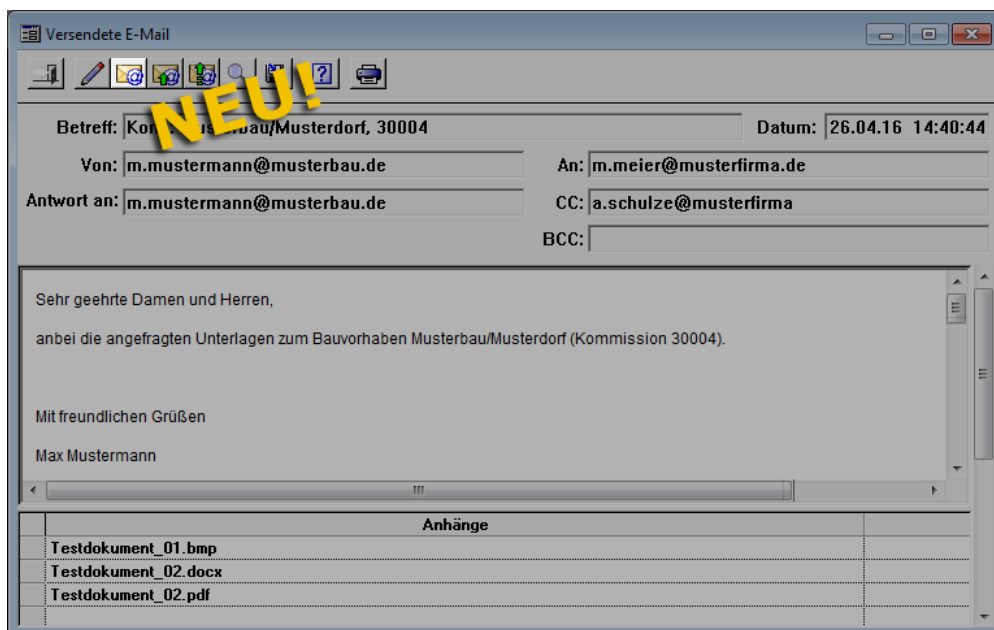 Versendete E-Mail
NEU!
Betreff: Musterdorf, 30004 Datum: 26.04.16 14:40:44
Von: m.mustermann@musterbau.de An: m.meier@musterfirma.de
Antwort an: m.mustermann@musterbau.de CC: a.schulze@musterfirma
BCC:
Sehr geehrte Damen und Herren,
anbei die angefragten Unterlagen zum Bauvorhaben Musterbau/Musterdorf (Kommission 30004).
Mit freundlichen Grüßen
Max Mustermann
Anhänge
Testdokument_01.bmp
Testdokument_02.docx
Testdokument_02.pdf